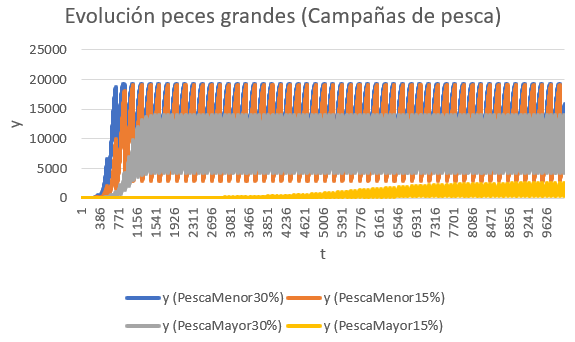 Evolución peces grandes (Campañas de pesca)
25000
20000
15000
10000
5000
0
y
1 386 771 1156 1541 1926 2311 2696 3081 3466 3851 4236 4621 5006 5391 5776 6161 6546 6931 7316 7701 8086 8471 8856 9241 9626
t
y (PescaMenor30%) y (PescaMenor15%)
y (PescaMayor30%) y (PescaMayor15%)